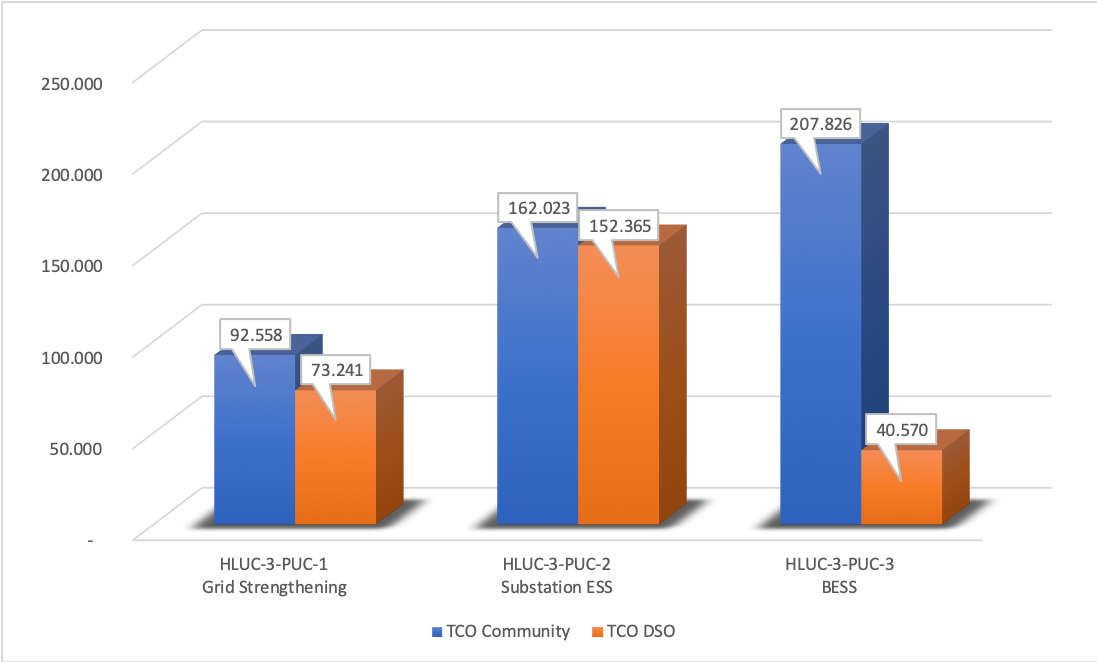 250.000
200.000
150.000
100.000
50.000
-
92.558
73.241
162.023
152.365
207.826
40.570
HLUC-3-PUC-1
Grid Strengthening
HLUC-3-PUC-2
Substation ESS
HLUC-3-PUC-3
BESS
TCO Community
TCO DSO